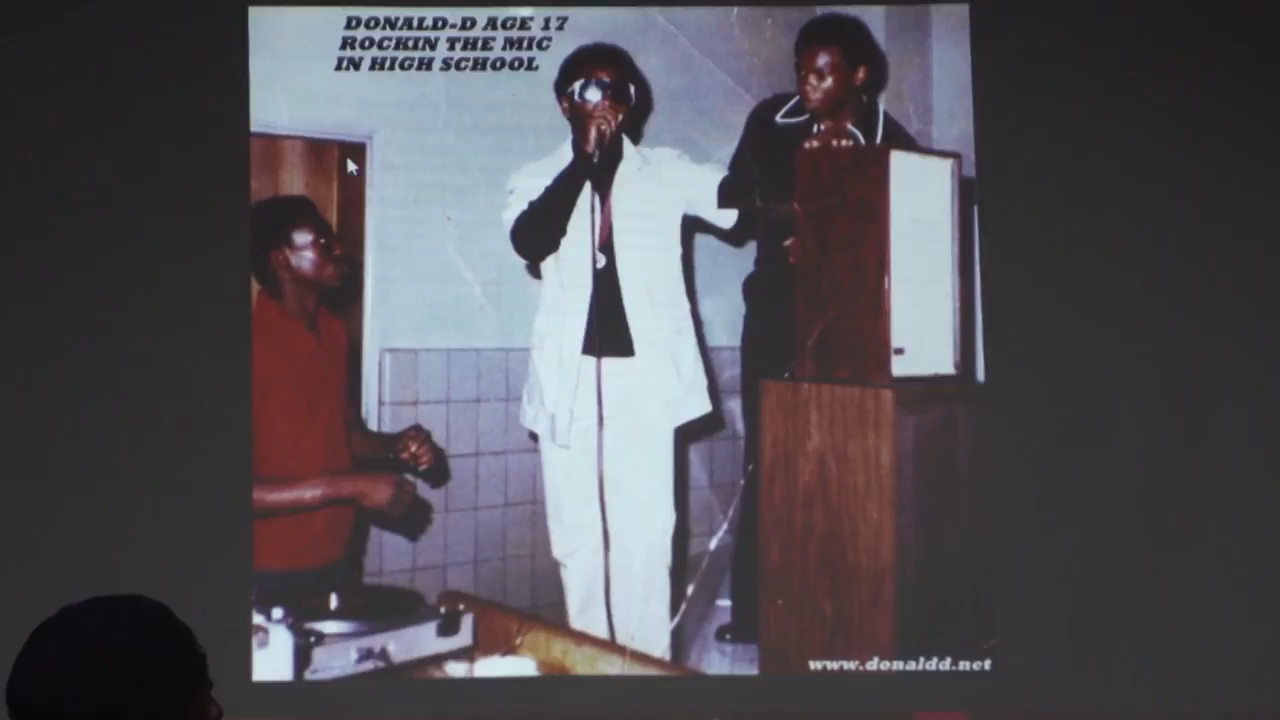 DONALD-D AGE 17
ROCKIN THE MIC
IN HIGH SCHOOL
www.donaldd.net